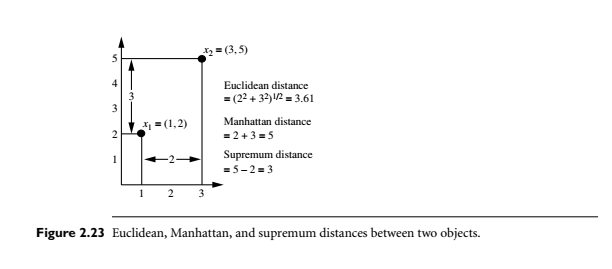 x₂ = (3, 5)
5
4
Euclidean distance
3
= (2² + 3²)¹/² = 3.61
3
x₁ = (1, 2)
Manhattan distance
2
= 2 + 3 = 5
1
2
Supremum distance
= 5 – 2 = 3
1 2 3
Figure 2.23 Euclidean, Manhattan, and supremum distances between two objects.